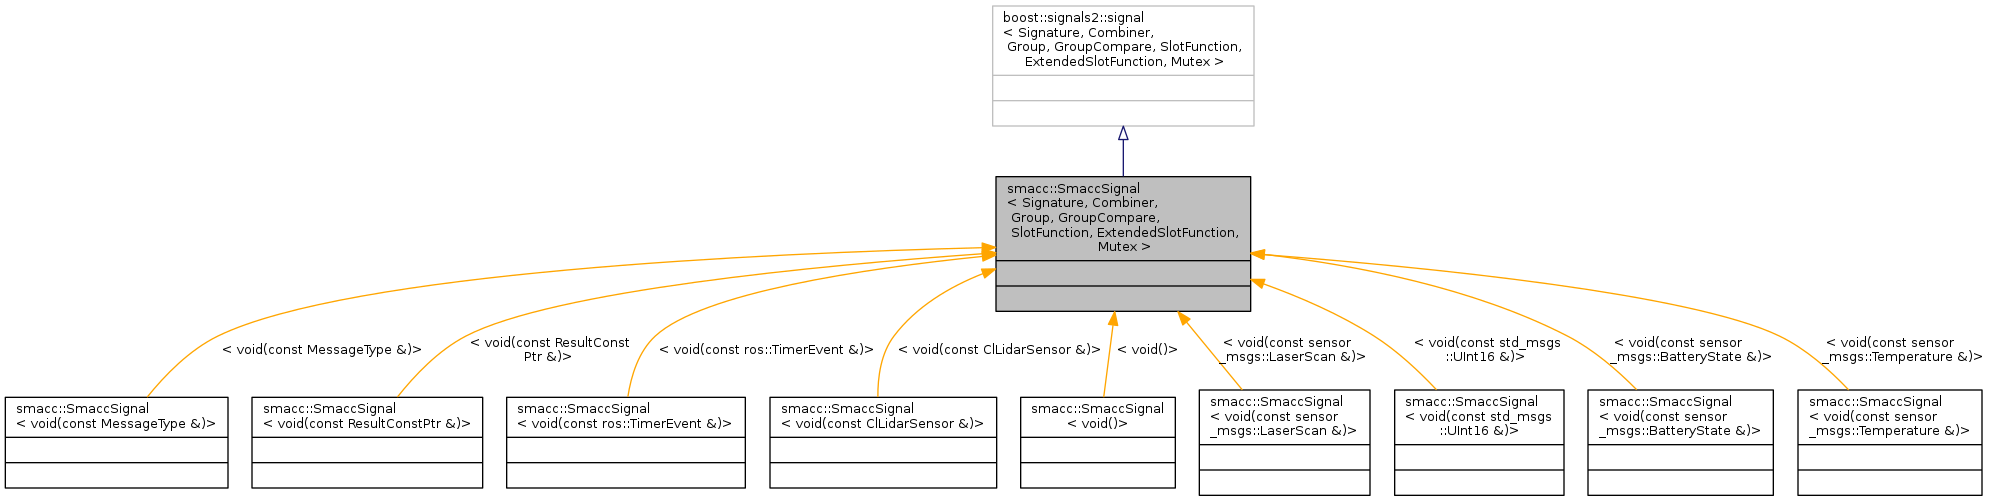 boost::signals2::signal
< Signature, Combiner,
Group, GroupCompare, SlotFunction,
ExtendedSlotFunction, Mutex >
smacc::SmaccSignal
< Signature, Combiner,
Group, GroupCompare,
SlotFunction, ExtendedSlotFunction,
Mutex >
< void(const MessageType &)>
< void(const ResultConst
Ptr &)>
< void(const ros::TimerEvent &)>
< void(const ClLidarSensor &)>
< void()>
< void(const sensor
_msgs::LaserScan &)>
< void(const std_msgs
::UInt16 &)>
< void(const sensor
_msgs::BatteryState &)>
< void(const sensor
_msgs::Temperature &)>
smacc::SmaccSignal
< void(const MessageType &)>
smacc::SmaccSignal
< void(const ResultConstPtr &)>
smacc::SmaccSignal
< void(const ros::TimerEvent &)>
smacc::SmaccSignal
< void(const ClLidarSensor &)>
smacc::SmaccSignal
< void()>
smacc::SmaccSignal
< void(const sensor
_msgs::LaserScan &)>
smacc::SmaccSignal
< void(const std_msgs
::UInt16 &)>
smacc::SmaccSignal
< void(const sensor
_msgs::BatteryState &)>
smacc::SmaccSignal
< void(const sensor
_msgs::Temperature &)>